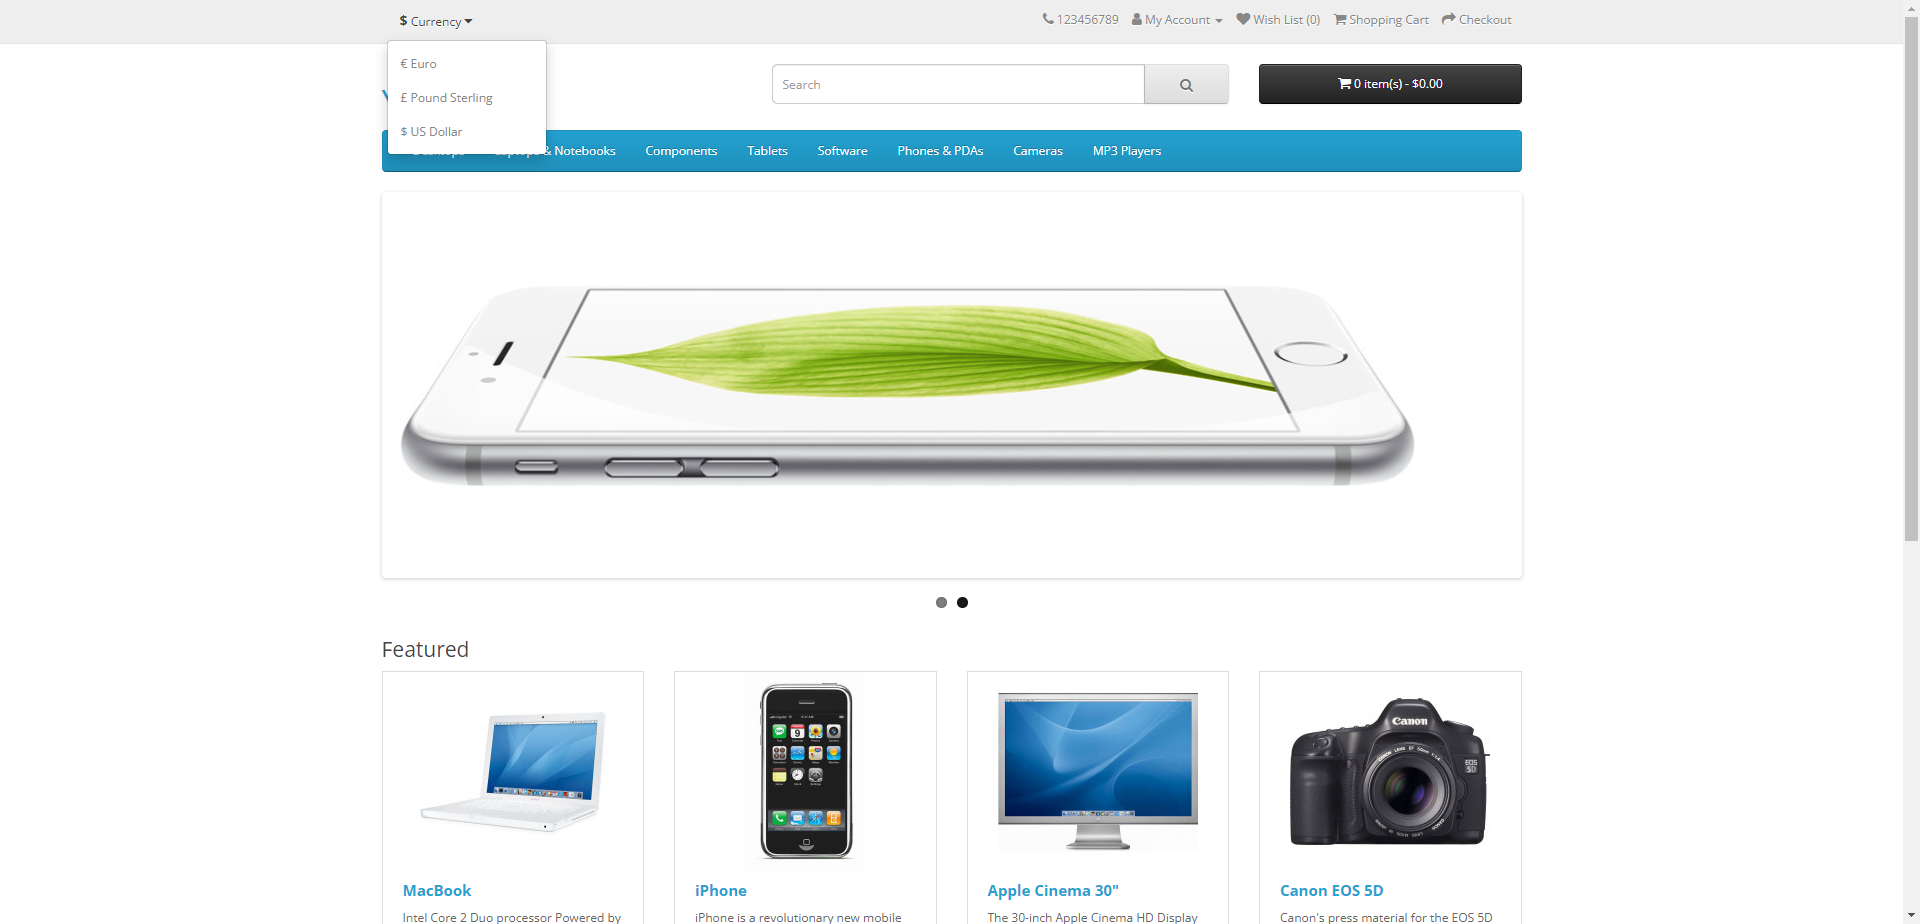 $ Currency
123456789 My Account Wish List (0) Shopping Cart Checkout
€ Euro
£ Pound Sterling
$ US Dollar
Search
0 item(s) - $0.00
& Notebooks Components Tablets Software Phones & PDAs Cameras MP3 Players
Featured
Canon
EOS
5D
MacBook
Intel Core 2 Duo processor Powered by
iPhone
iPhone is a revolutionary new mobile
Apple Cinema 30"
The 30-inch Apple Cinema HD Display
Canon EOS 5D
Canon's press material for the EOS 5D